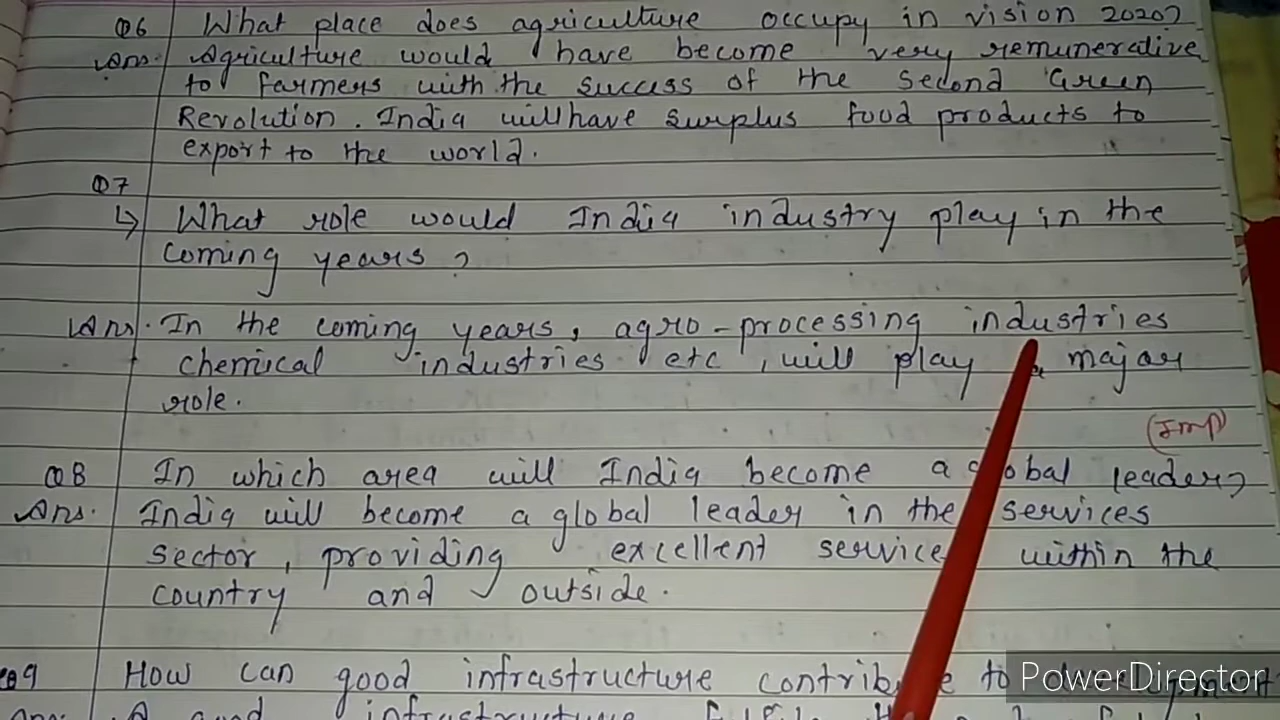 Q6 What place does agriculture occupy in vision 2020?
Ans. Agriculture would have become very remunerative
to farmers with the success of the second Green
Revolution. India will have surplus food products to
export to the world.
Q7
↳ What role would India industry play in the
coming years?
Ans. In the coming years, agro-processing industries
chemical industries etc, will play a major
role.
(Imp)
Q8 In which area will India become a global leader?
Ans. India will become a global leader in the services
sector, providing excellent service within the
country and outside.
Q9 How can good infrastructure contribute to development
Ans: A good infrastructure
PowerDirector